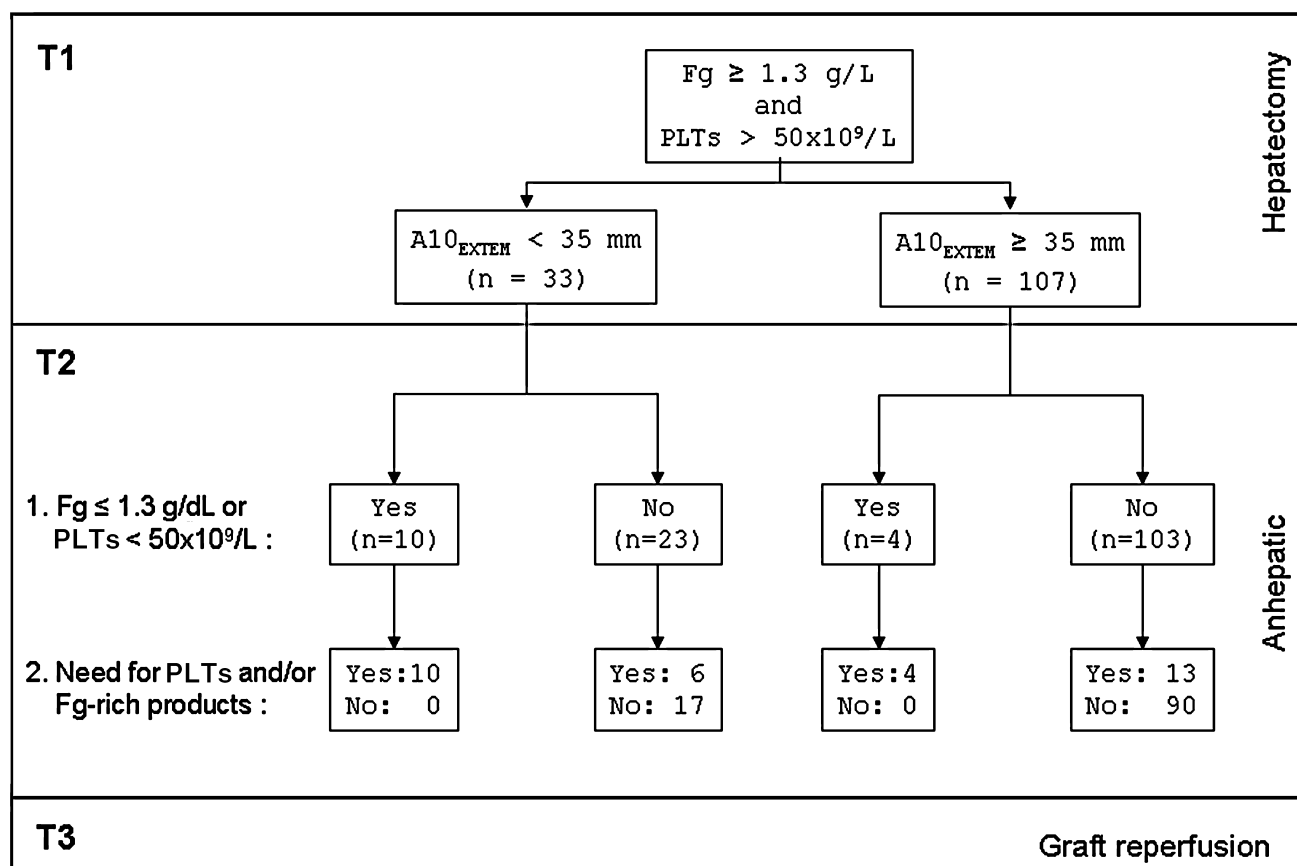 T1
Hepatectomy
Fg ≥ 1.3 g/L
and
PLTs > 50x10⁹/L
A10EXTEM < 35 mm
(n = 33)
A10EXTEM ≥ 35 mm
(n = 107)
T2
Anhepatic
1. Fg ≤ 1.3 g/dL or
PLTs < 50x10⁹/L :
Yes
(n=10)
No
(n=23)
Yes
(n=4)
No
(n=103)
2. Need for PLTs and/or
Fg-rich products :
Yes:10
No: 0
Yes: 6
No: 17
Yes:4
No: 0
Yes: 13
No: 90
T3
Graft reperfusion